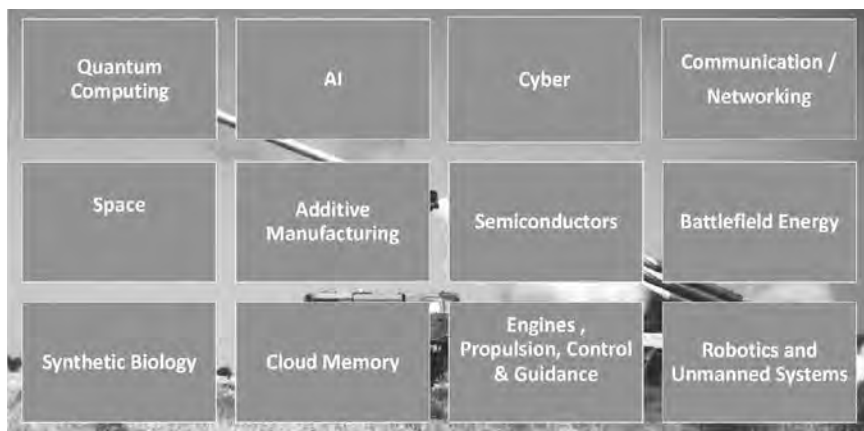 Quantum
Computing
AI
Cyber
Communication /
Networking
Space
Additive
Manufacturing
Semiconductors
Battlefield Energy
Synthetic Biology
Cloud Memory
Engines ,
Propulsion, Control
& Guidance
Robotics and
Unmanned Systems